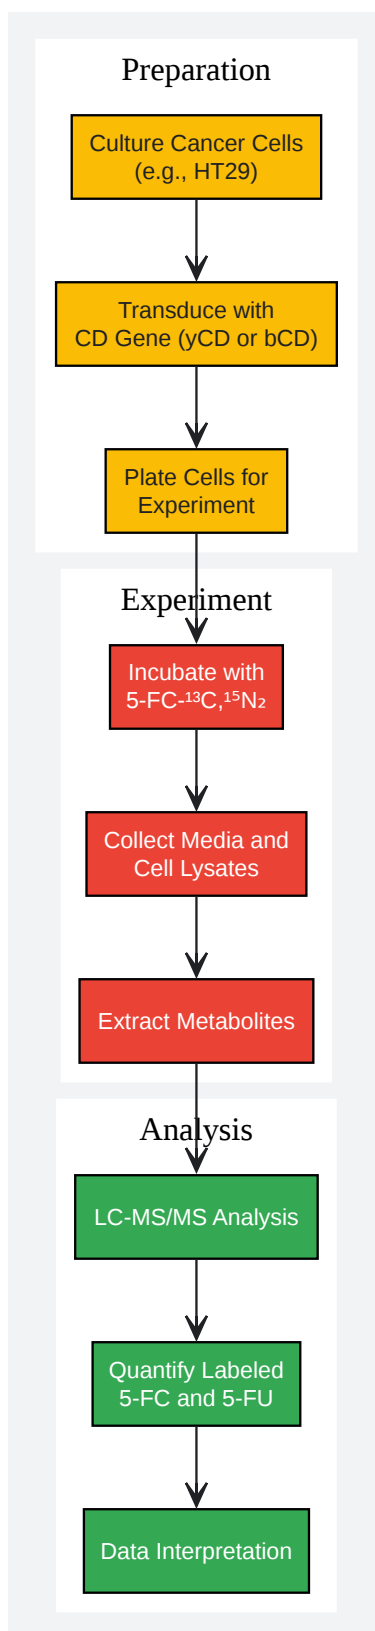 Preparation
Culture Cancer Cells
(e.g., HT29)
Transduce with
CD Gene (yCD or bCD)
Plate Cells for
Experiment
Experiment
Incubate with
5-FC-¹³C,¹⁵N₂
Collect Media and
Cell Lysates
Extract Metabolites
Analysis
LC-MS/MS Analysis
Quantify Labeled
5-FC and 5-FU
Data Interpretation